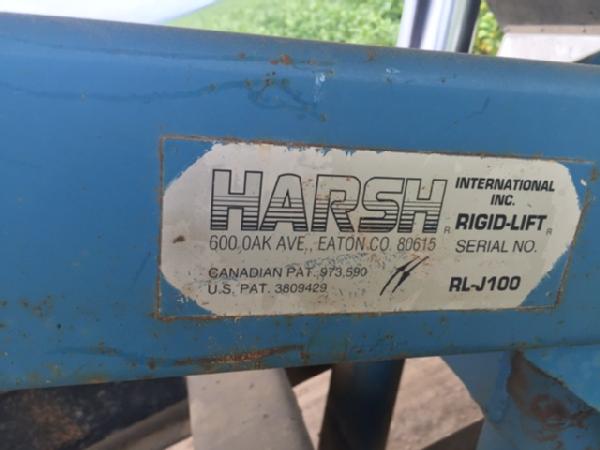 HARSH® INTERNATIONAL
INC.
RIGID-LIFT®
600 OAK AVE., EATON CO. 80615 SERIAL NO.
CANADIAN PAT. 973,590
U.S. PAT. 3809429
RL-J100